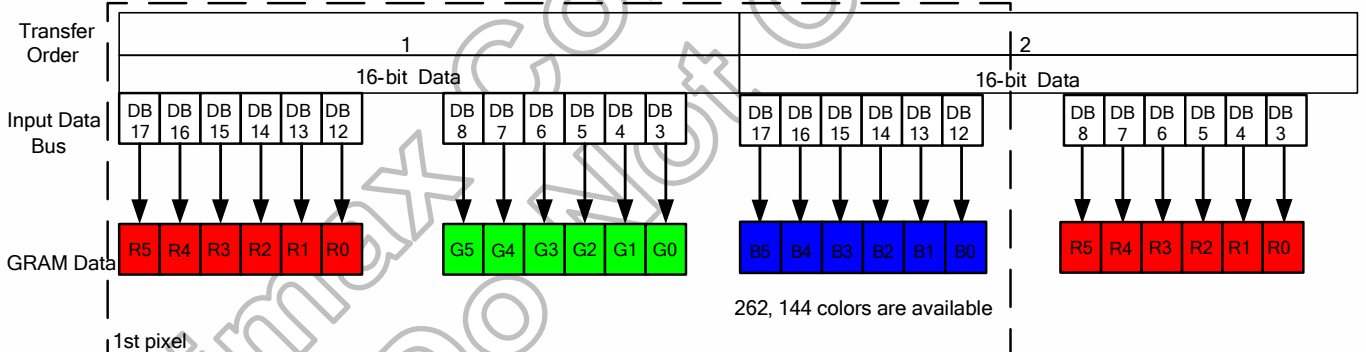 Transfer Order 1 2
16-bit Data 16-bit Data
Input Data Bus DB 17 DB 16 DB 15 DB 14 DB 13 DB 12 DB 8 DB 7 DB 6 DB 5 DB 4 DB 3 DB 17 DB 16 DB 15 DB 14 DB 13 DB 12 DB 8 DB 7 DB 6 DB 5 DB 4 DB 3
GRAM Data R5 R4 R3 R2 R1 R0 G5 G4 G3 G2 G1 G0 B5 B4 B3 B2 B1 B0 R5 R4 R3 R2 R1 R0
262, 144 colors are available
1st pixel